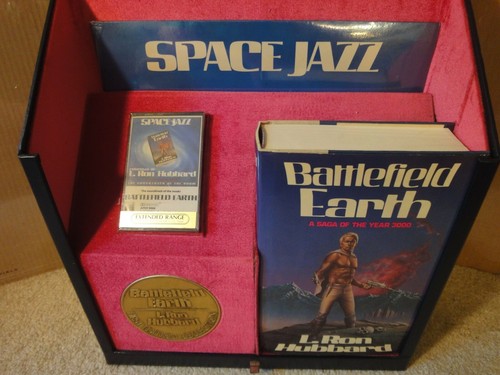 SPACE JAZZ
SPACE JAZZ
L. Ron Hubbard
BATTLEFIELD EARTH
EXTENDED RANGE
Battlefield
Earth
A SAGA OF THE YEAR 3000
L. Ron
Hubbard
Battlefield
Earth
L. Ron
Hubbard